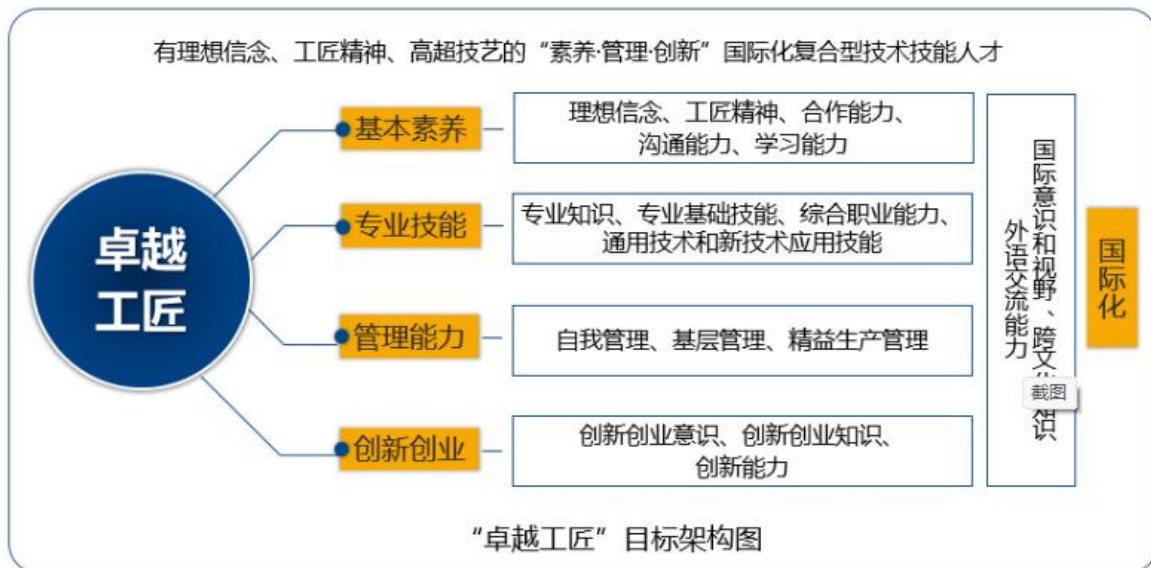 有理想信念、工匠精神、高超技艺的“素养·管理·创新”国际化复合型技术技能人才
卓越
工匠
基本素养
理想信念、工匠精神、合作能力、
沟通能力、学习能力
专业技能
专业知识、专业基础技能、综合职业能力、
通用技术和新技术应用技能
管理能力
自我管理、基层管理、精益生产管理
创新创业
创新创业意识、创新创业知识、
创新能力
国际意识和视野、跨文化知识、
外语交流能力
截图
国际化
“卓越工匠”目标架构图